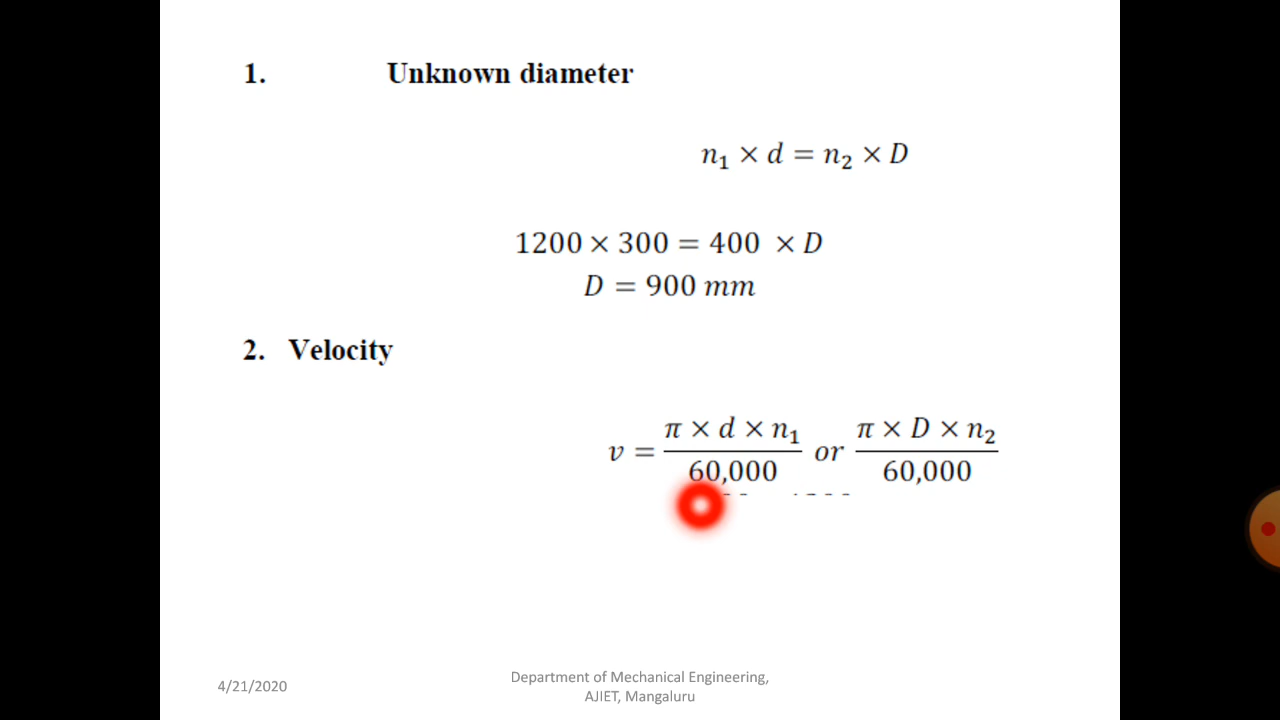 1. Unknown diameter
n₁ × d = n₂ × D
1200 × 300 = 400 × D
D = 900 mm
2. Velocity
v = (π × d × n₁)/60,000 or (π × D × n₂)/60,000
4/21/2020
Department of Mechanical Engineering,
AJIET, Mangaluru